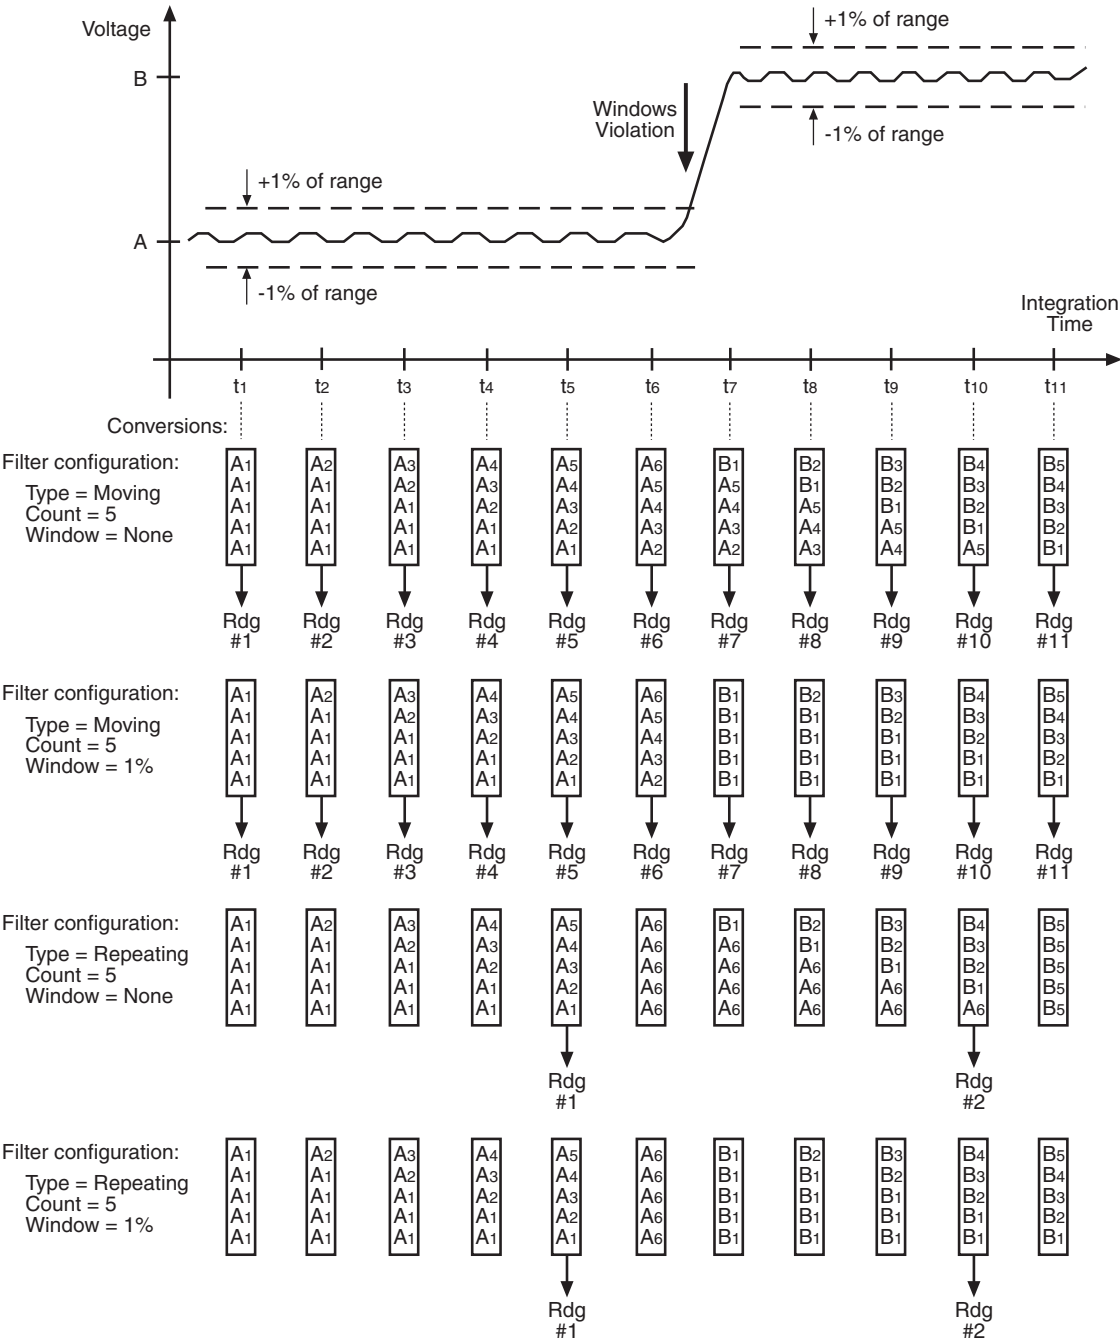 Voltage
+1% of range
B
Windows
Violation
-1% of range
+1% of range
A
-1% of range
Integration
Time
t1 t2 t3 t4 t5 t6 t7 t8 t9 t10 t11
Conversions:
Filter configuration:
Type = Moving
Count = 5
Window = None
A1 A2 A3 A4 A5 A6 B1 B2 B3 B4 B5
A1 A1 A2 A3 A4 A5 A5 B1 B2 B3 B4
A1 A1 A1 A2 A3 A4 A4 A5 B1 B2 B3
A1 A1 A1 A1 A2 A3 A3 A4 A5 B1 B2
A1 A1 A1 A1 A1 A2 A2 A3 A4 A5 B1
Rdg Rdg Rdg Rdg Rdg Rdg Rdg Rdg Rdg Rdg Rdg
#1 #2 #3 #4 #5 #6 #7 #8 #9 #10 #11
Filter configuration:
Type = Moving
Count = 5
Window = 1%
A1 A2 A3 A4 A5 A6 B1 B2 B3 B4 B5
A1 A1 A2 A3 A4 A5 B1 B1 B2 B3 B4
A1 A1 A1 A2 A3 A4 B1 B1 B1 B2 B3
A1 A1 A1 A1 A2 A3 B1 B1 B1 B1 B2
A1 A1 A1 A1 A1 A2 B1 B1 B1 B1 B1
Rdg Rdg Rdg Rdg Rdg Rdg Rdg Rdg Rdg Rdg Rdg
#1 #2 #3 #4 #5 #6 #7 #8 #9 #10 #11
Filter configuration:
Type = Repeating
Count = 5
Window = None
A1 A2 A3 A4 A5 A6 B1 B2 B3 B4 B5
A1 A1 A2 A3 A4 A6 A6 B1 B2 B3 B5
A1 A1 A1 A2 A3 A6 A6 A6 B1 B2 B5
A1 A1 A1 A1 A2 A6 A6 A6 A6 B1 B5
A1 A1 A1 A1 A1 A6 A6 A6 A6 A6 B5
Rdg Rdg
#1 #2
Filter configuration:
Type = Repeating
Count = 5
Window = 1%
A1 A2 A3 A4 A5 A6 B1 B2 B3 B4 B5
A1 A1 A2 A3 A4 A6 B1 B1 B2 B3 B4
A1 A1 A1 A2 A3 A6 B1 B1 B1 B2 B3
A1 A1 A1 A1 A2 A6 B1 B1 B1 B1 B2
A1 A1 A1 A1 A1 A6 B1 B1 B1 B1 B1
Rdg Rdg
#1 #2